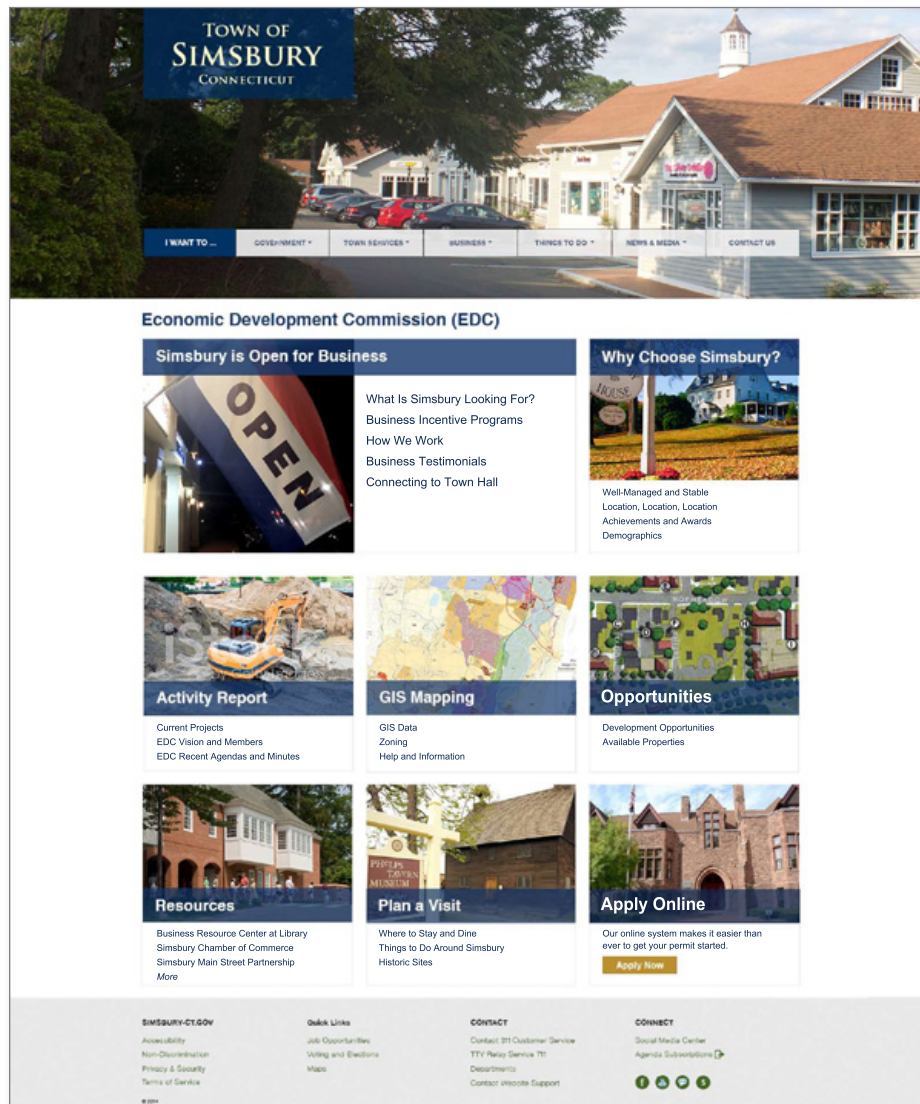 TOWN OF
SIMSBURY
CONNECTICUT
I WANT TO ...
GOVERNMENT
TOWN SERVICES
BUSINESS
THINGS TO DO
NEWS & MEDIA
CONTACT US
Economic Development Commission (EDC)
Simsbury is Open for Business
OPEN
What Is Simsbury Looking For?
Business Incentive Programs
How We Work
Business Testimonials
Connecting to Town Hall
Why Choose Simsbury?
HOUSE
Well-Managed and Stable
Location, Location, Location
Achievements and Awards
Demographics
Activity Report
Current Projects
EDC Vision and Members
EDC Recent Agendas and Minutes
GIS Mapping
GIS Data
Zoning
Help and Information
Opportunities
Development Opportunities
Available Properties
Resources
Business Resource Center at Library
Simsbury Chamber of Commerce
Simsbury Main Street Partnership
More
PHELPS
TAVERN
MUSEUM
Plan a Visit
Where to Stay and Dine
Things to Do Around Simsbury
Historic Sites
Apply Online
Our online system makes it easier than
ever to get your permit started.
Apply Now
SIMSBURY-CT.GOV
Accessibility
Non-Discrimination
Privacy & Security
Terms of Service
© 2014
Quick Links
Job Opportunities
Voting and Elections
Maps
CONTACT
Contact 311 Customer Service
TTY Relay Service 711
Departments
Contact Website Support
CONNECT
Social Media Center
Agenda Subscriptions